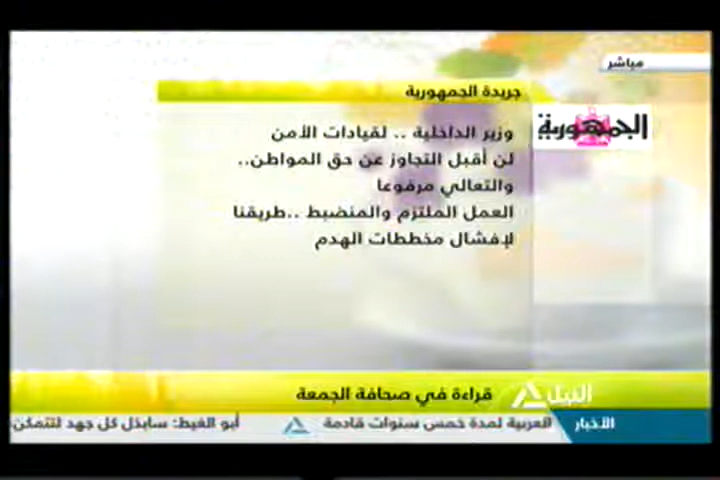 مباشر
جريدة الجمهورية
الجمهورية
وزير الداخلية .. لقيادات الأمن
لن أقبل التجاوز عن حق المواطن..
والتعالي مرفوعا
العمل الملتزم والمنضبط ..طريقنا
لإفشال مخططات الهدم
النيل
قراءة في صحافة الجمعة
الأخبار
العربية لمدة خمس سنوات قادمة
أبو الغيط: سأبذل كل جهد لتتمكن